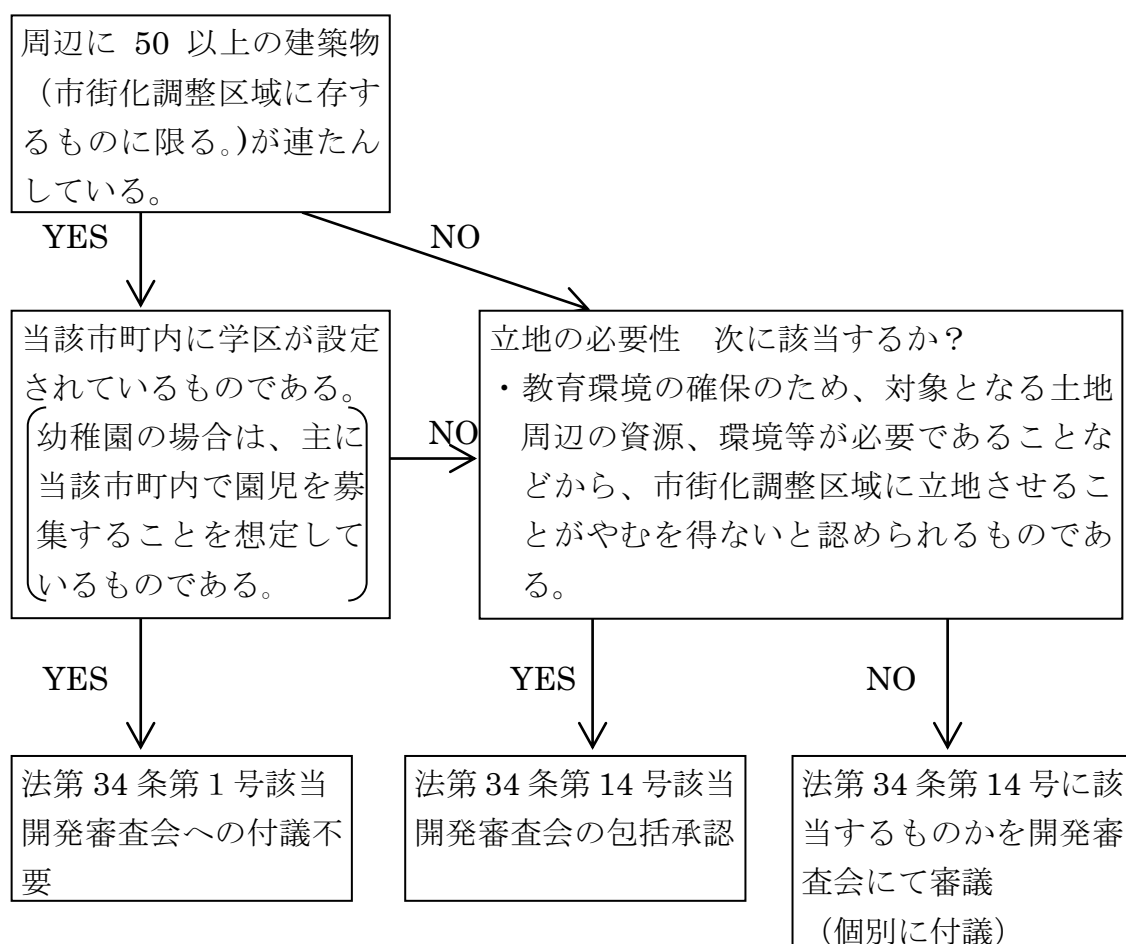 周辺に 50 以上の建築物
（市街化調整区域に存す
るものに限る。)が連たん
している。
YES
NO
当該市町内に学区が設定
されているものである。
幼稚園の場合は、主に
当該市町内で園児を募
集することを想定して
いるものである。
NO
立地の必要性　次に該当するか？
・教育環境の確保のため、対象となる土地
周辺の資源、環境等が必要であることな
どから、市街化調整区域に立地させるこ
とがやむを得ないと認められるものであ
る。
YES
YES
NO
法第 34 条第 1 号該当
開発審査会への付議不
要
法第 34 条第 14 号該当
開発審査会の包括承認
法第 34 条第 14 号に該
当するものかを開発審
査会にて審議
（個別に付議）